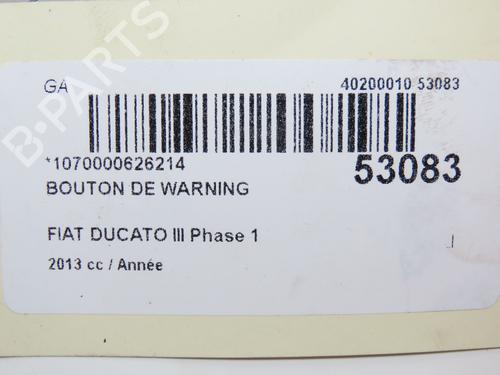 B-PARTS
GA 40200010 53083
*1070000626214 53083
BOUTON DE WARNING
FIAT DUCATO III Phase 1
2013 cc / Année